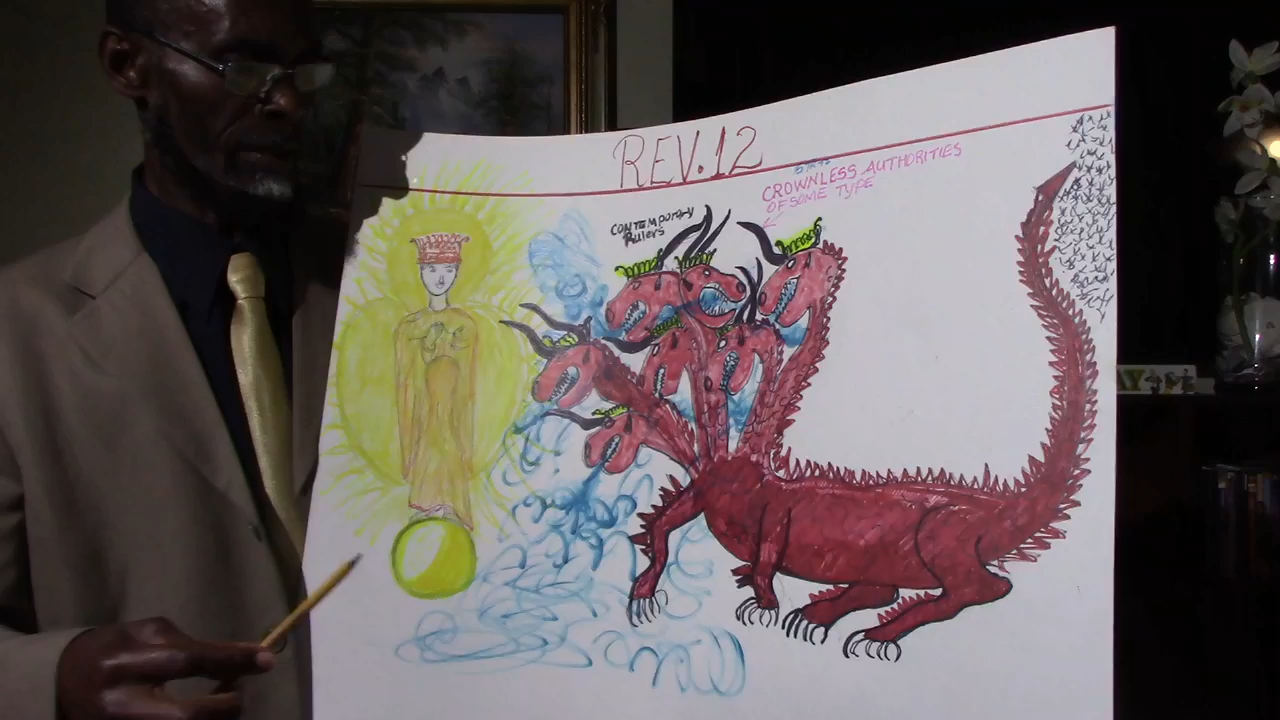 REV.12
CROWNLESS AUTHORITIES
OF SOME TYPE
CONTEMPORARY
Rulers